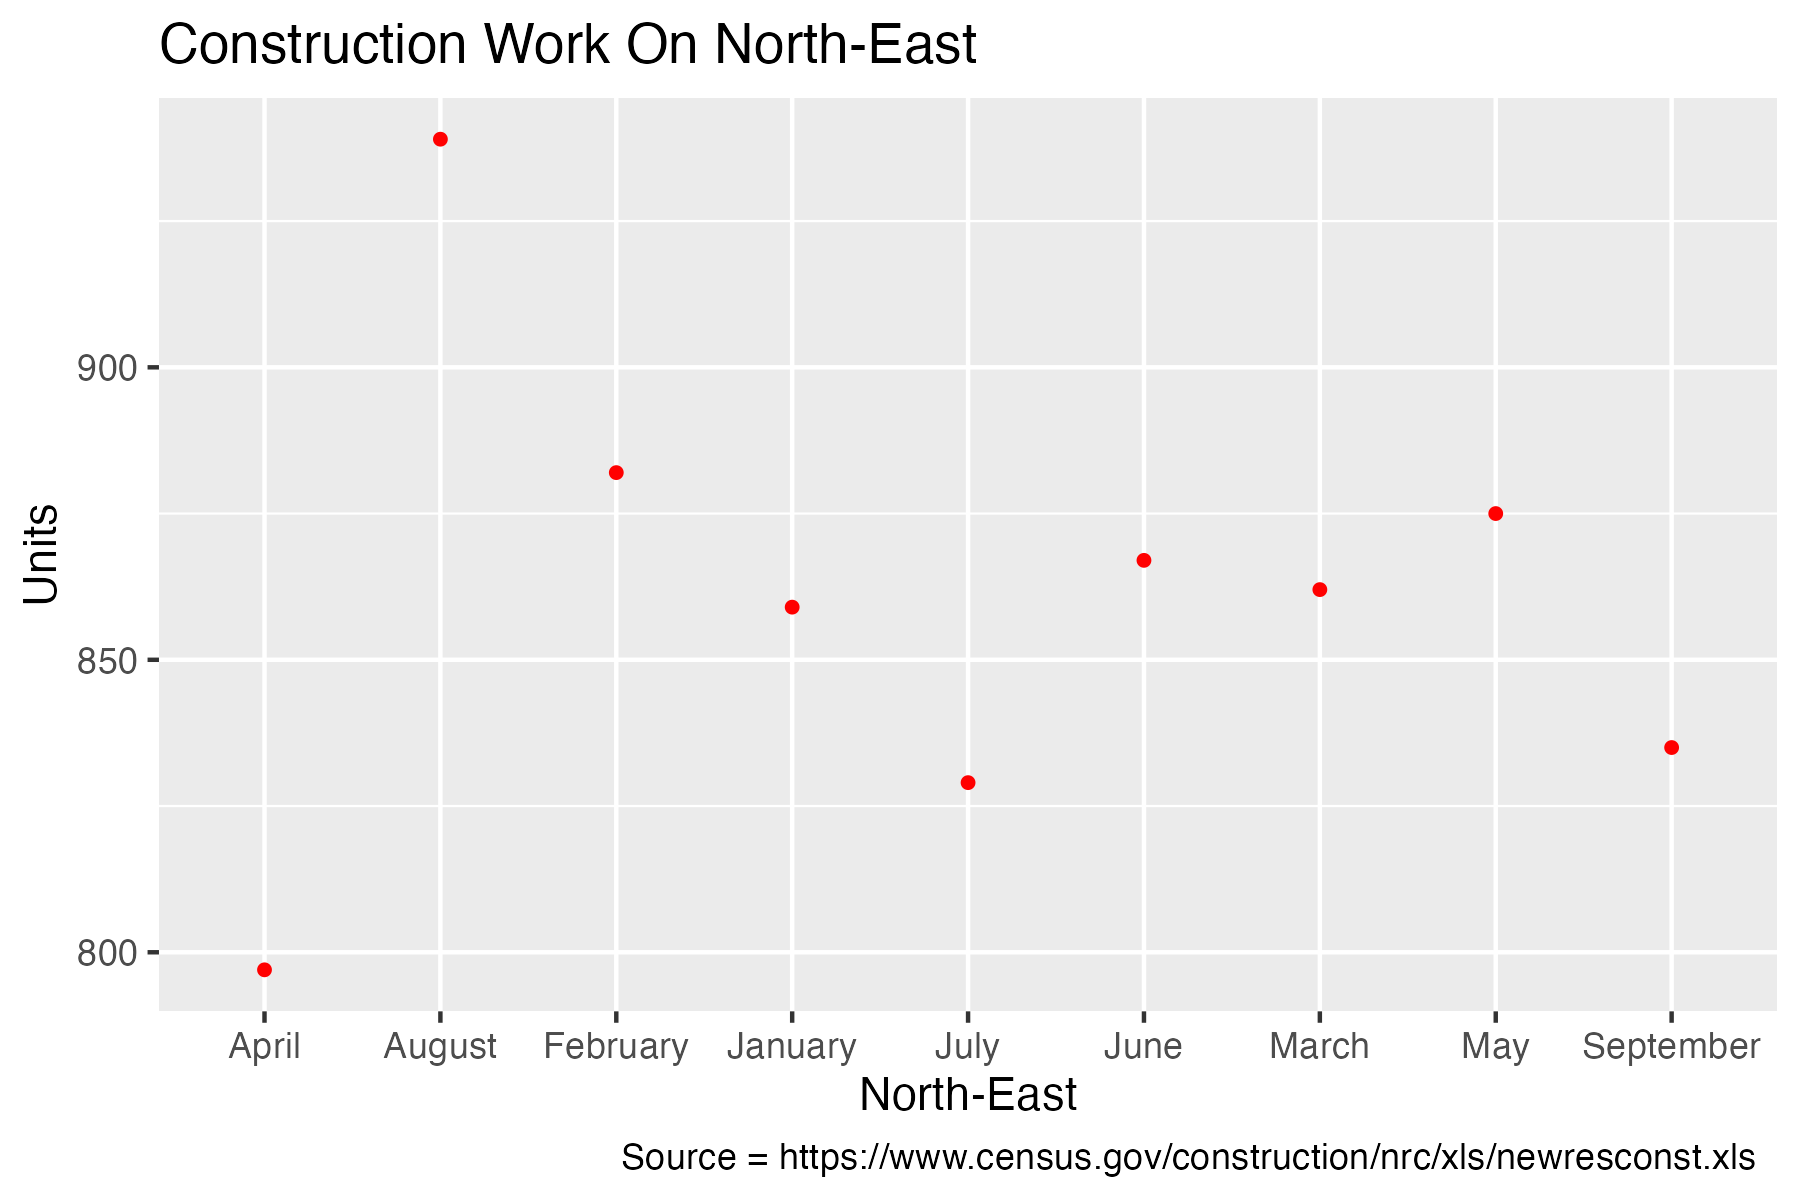 Construction Work On North-East
Units
900
850
800
April August February January July June March May September
North-East
Source = https://www.census.gov/construction/nrc/xls/newresconst.xls